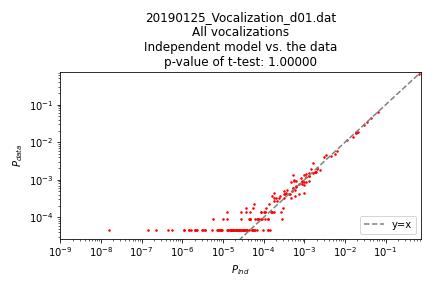 20190125_Vocalization_d01.dat
All vocalizations
Independent model vs. the data
p-value of t-test: 1.00000
P_data
10^-1
10^-2
10^-3
10^-4
y=x
10^-9 10^-8 10^-7 10^-6 10^-5 10^-4 10^-3 10^-2 10^-1
P_ind